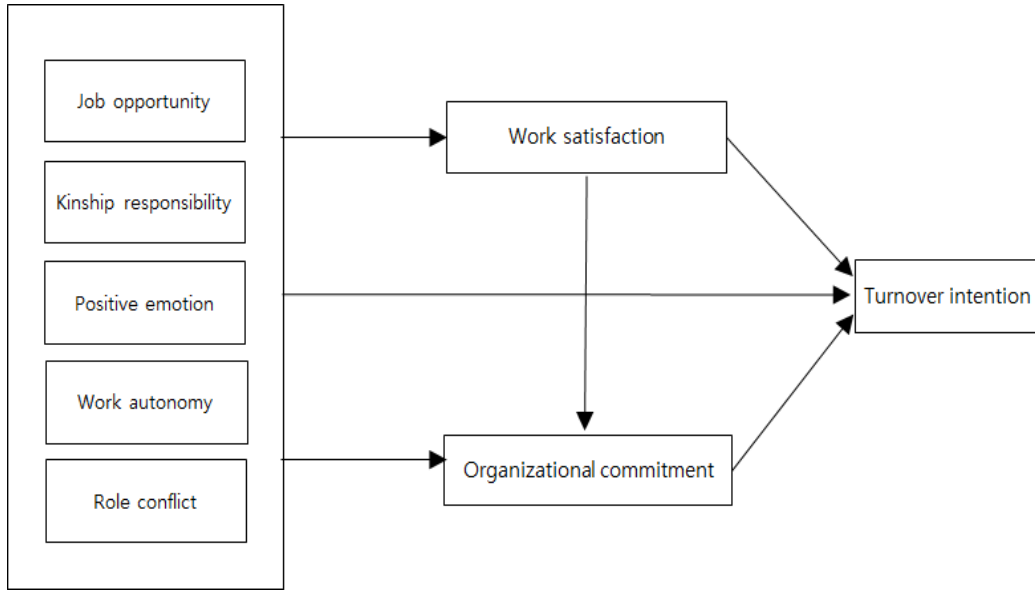 Job opportunity
Kinship responsibility
Positive emotion
Work autonomy
Role conflict
Work satisfaction
Organizational commitment
Turnover intention